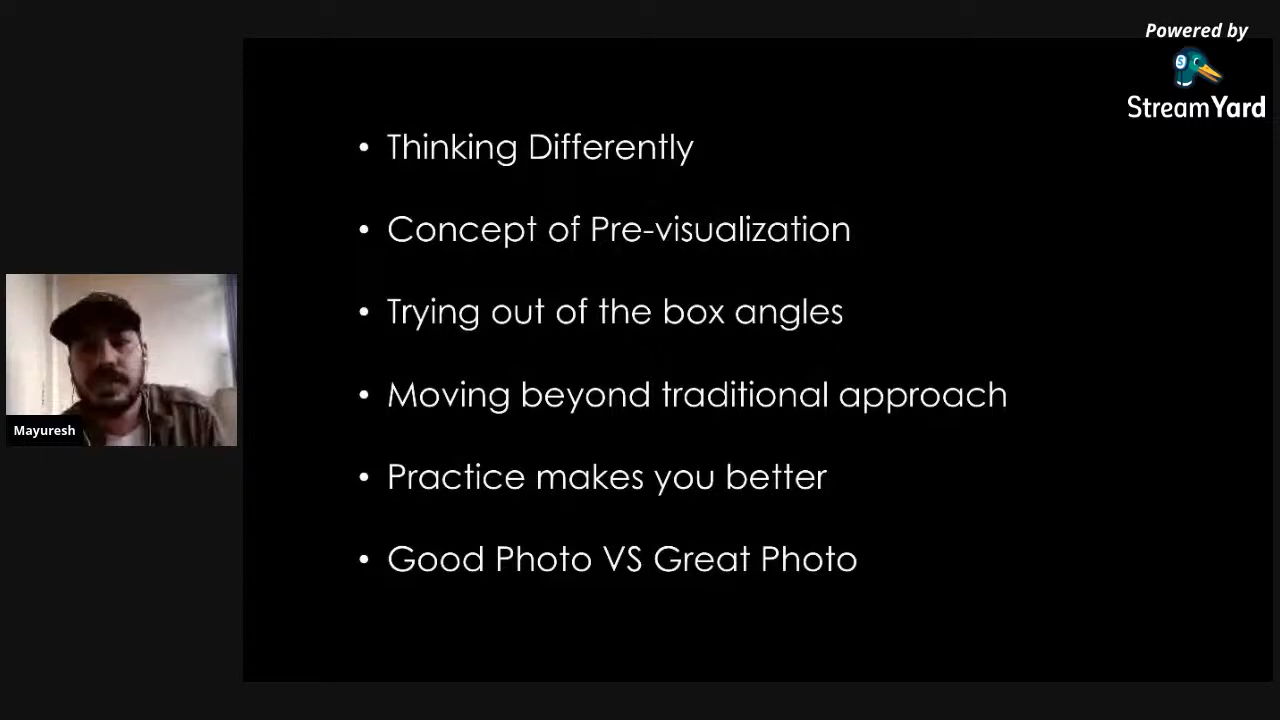 Powered by
StreamYard
• Thinking Differently
• Concept of Pre-visualization
• Trying out of the box angles
• Moving beyond traditional approach
• Practice makes you better
• Good Photo VS Great Photo
Mayuresh